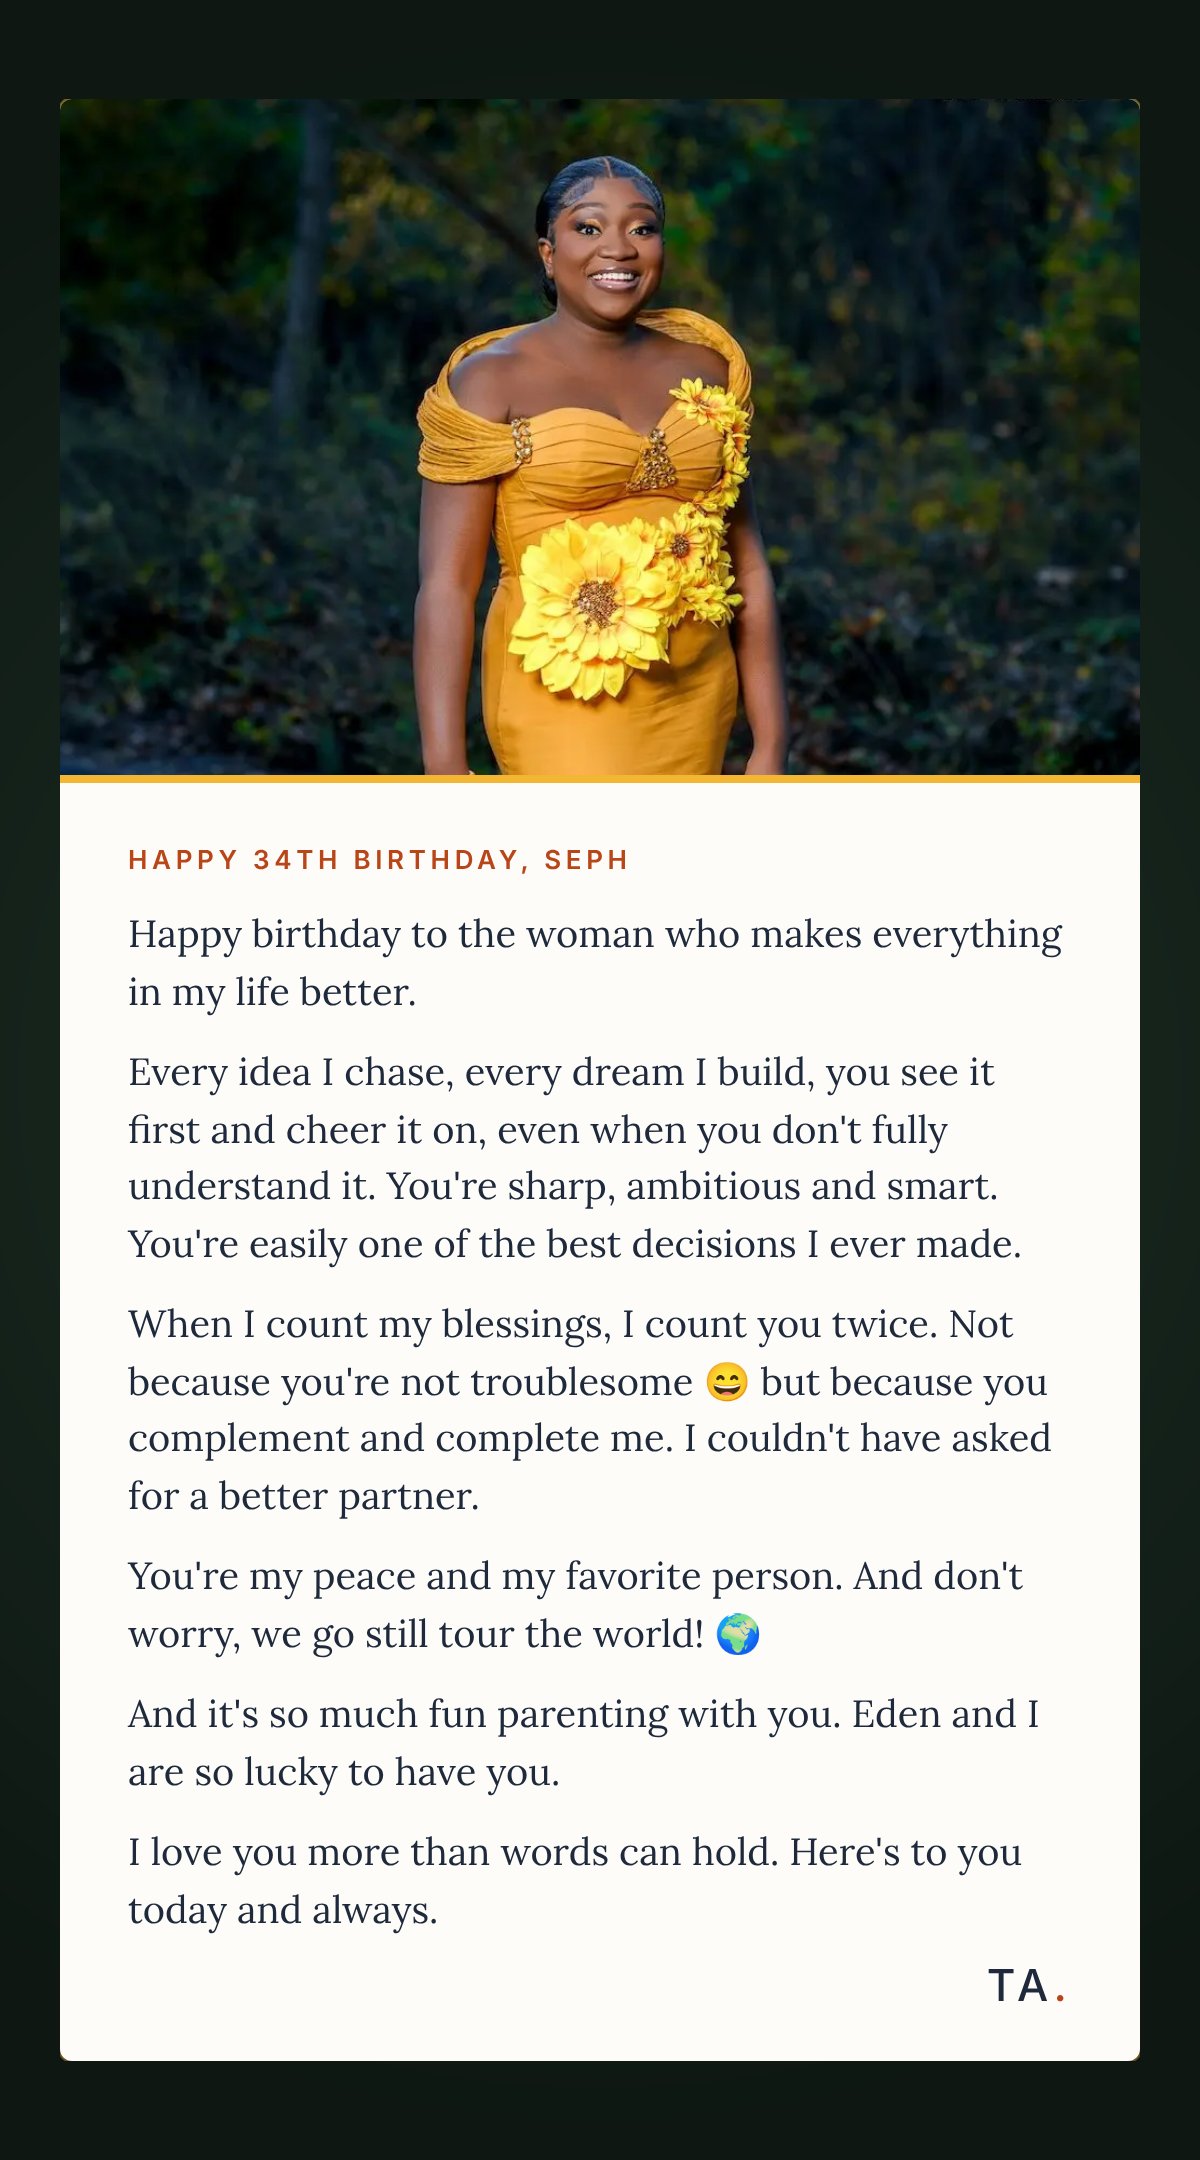 HAPPY 34TH BIRTHDAY, SEPH
Happy birthday to the woman who makes everything
in my life better.
Every idea I chase, every dream I build, you see it
first and cheer it on, even when you don't fully
understand it. You're sharp, ambitious and smart.
You're easily one of the best decisions I ever made.
When I count my blessings, I count you twice. Not
because you're not troublesome 😄 but because you
complement and complete me. I couldn't have asked
for a better partner.
You're my peace and my favorite person. And don't
worry, we go still tour the world! 🌍
And it's so much fun parenting with you. Eden and I
are so lucky to have you.
I love you more than words can hold. Here's to you
today and always.
TA.